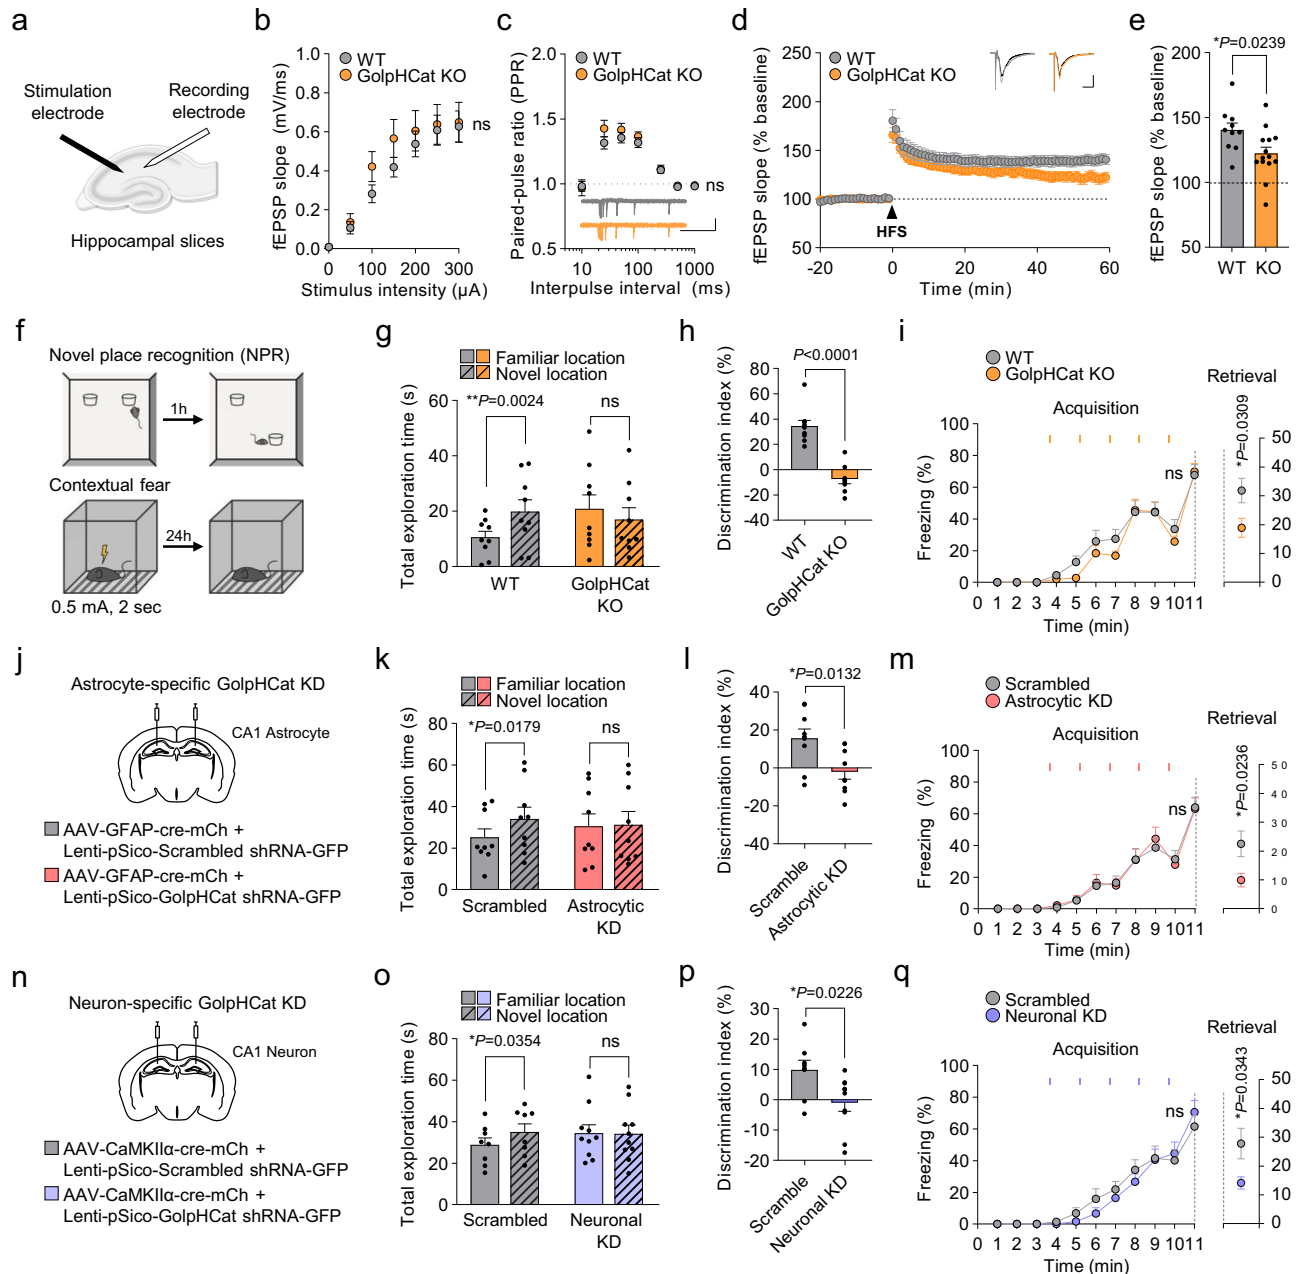 a
Stimulation electrode
Recording electrode
Hippocampal slices
b
WT
GolpHCat KO
fEPSP slope (mV/ms)
1.0
0.8
0.6
0.4
0.2
0
ns
0 100 200 300
Stimulus intensity (µA)
c
WT
GolpHCat KO
Paired-pulse ratio (PPR)
2.0
1.5
1.0
0.5
ns
10 100 1000
Interpulse interval (ms)
d
WT
GolpHCat KO
fEPSP slope (% baseline)
250
200
150
100
50
HFS
-20 0 20 40 60
Time (min)
e
*P=0.0239
fEPSP slope (% baseline)
200
150
100
50
WT KO
f
Novel place recognition (NPR)
1h
Contextual fear
24h
0.5 mA, 2 sec
g
Familiar location
Novel location
Total exploration time (s)
60
40
20
0
**P=0.0024
ns
WT
GolpHCat KO
h
Discrimination index (%)
P<0.0001
80
60
40
20
0
-20
-40
WT
GolpHCat KO
i
WT
GolpHCat KO
Acquisition
Retrieval
Freezing (%)
100
80
60
40
20
0
ns
*P=0.0309
50
40
30
20
10
0
0 1 2 3 4 5 6 7 8 9 10 11
Time (min)
j
Astrocyte-specific GolpHCat KD
CA1 Astrocyte
AAV-GFAP-cre-mCh +
Lenti-pSico-Scrambled shRNA-GFP
AAV-GFAP-cre-mCh +
Lenti-pSico-GolpHCat shRNA-GFP
k
Familiar location
Novel location
Total exploration time (s)
80
60
40
20
0
*P=0.0179
ns
Scrambled
Astrocytic KD
l
Discrimination index (%)
*P=0.0132
40
20
0
-20
-40
Scramble
Astrocytic KD
m
Scrambled
Astrocytic KD
Acquisition
Retrieval
Freezing (%)
100
80
60
40
20
0
ns
*P=0.0236
50
40
30
20
10
0
0 1 2 3 4 5 6 7 8 9 10 11
Time (min)
n
Neuron-specific GolpHCat KD
CA1 Neuron
AAV-CaMKIIα-cre-mCh +
Lenti-pSico-Scrambled shRNA-GFP
AAV-CaMKIIα-cre-mCh +
Lenti-pSico-GolpHCat shRNA-GFP
o
Familiar location
Novel location
Total exploration time (s)
80
60
40
20
0
*P=0.0354
ns
Scrambled
Neuronal KD
p
Discrimination index (%)
*P=0.0226
30
20
10
0
-10
-20
Scramble
Neuronal KD
q
Scrambled
Neuronal KD
Acquisition
Retrieval
Freezing (%)
100
80
60
40
20
0
ns
*P=0.0343
50
40
30
20
10
0
0 1 2 3 4 5 6 7 8 9 10 11
Time (min)